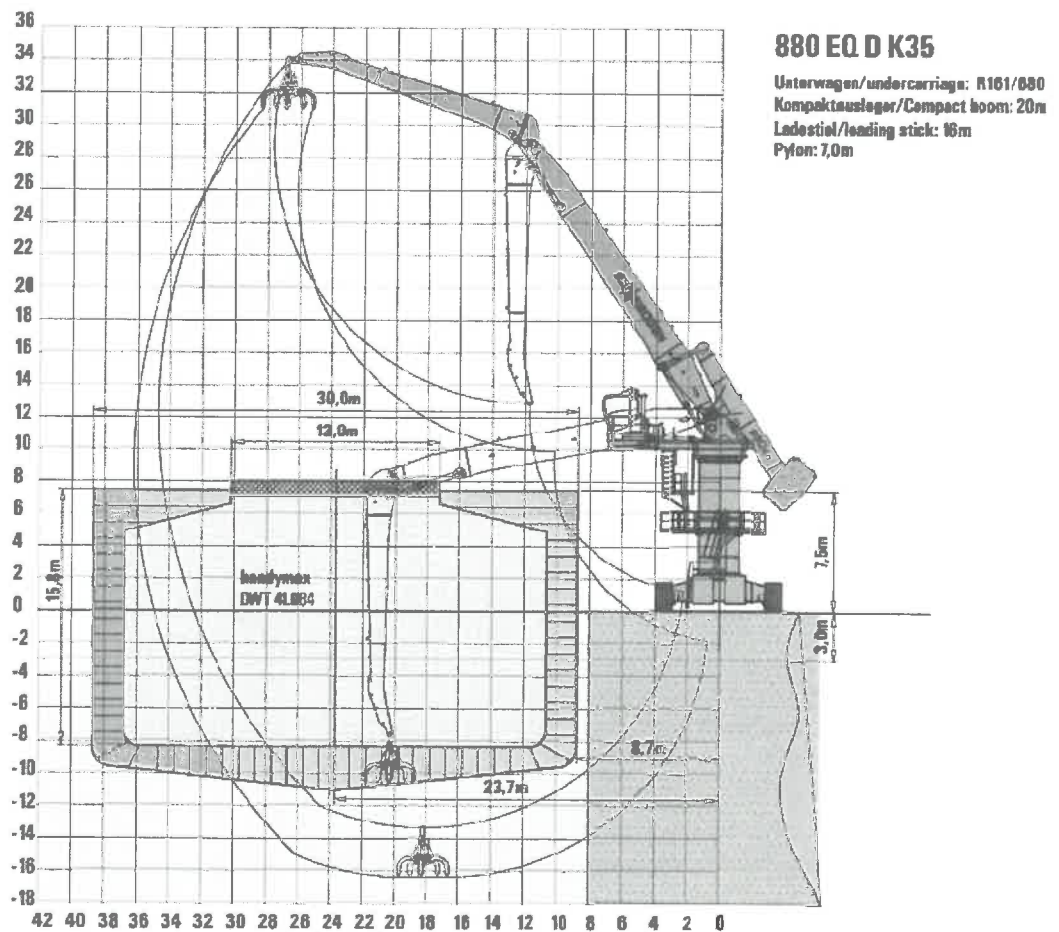 880 EQ D K35
Unterwagen/undercarriage: R161/680
Kompaktausleger/Compact boom: 20m
Ladestiel/loading stick: 16m
Pylon: 7,0m
36
34
32
30
28
26
24
22
20
18
16
14
12
10
8
6
4
2
0
-2
-4
-6
-8
-10
-12
-14
-16
-18
30,0m
12,0m
15,8m
handymax
7,5m
3,0m
8,7m
23,7m
42 40 38 36 34 32 30 28 26 24 22 20 18 16 14 12 10 8 6 4 2 0